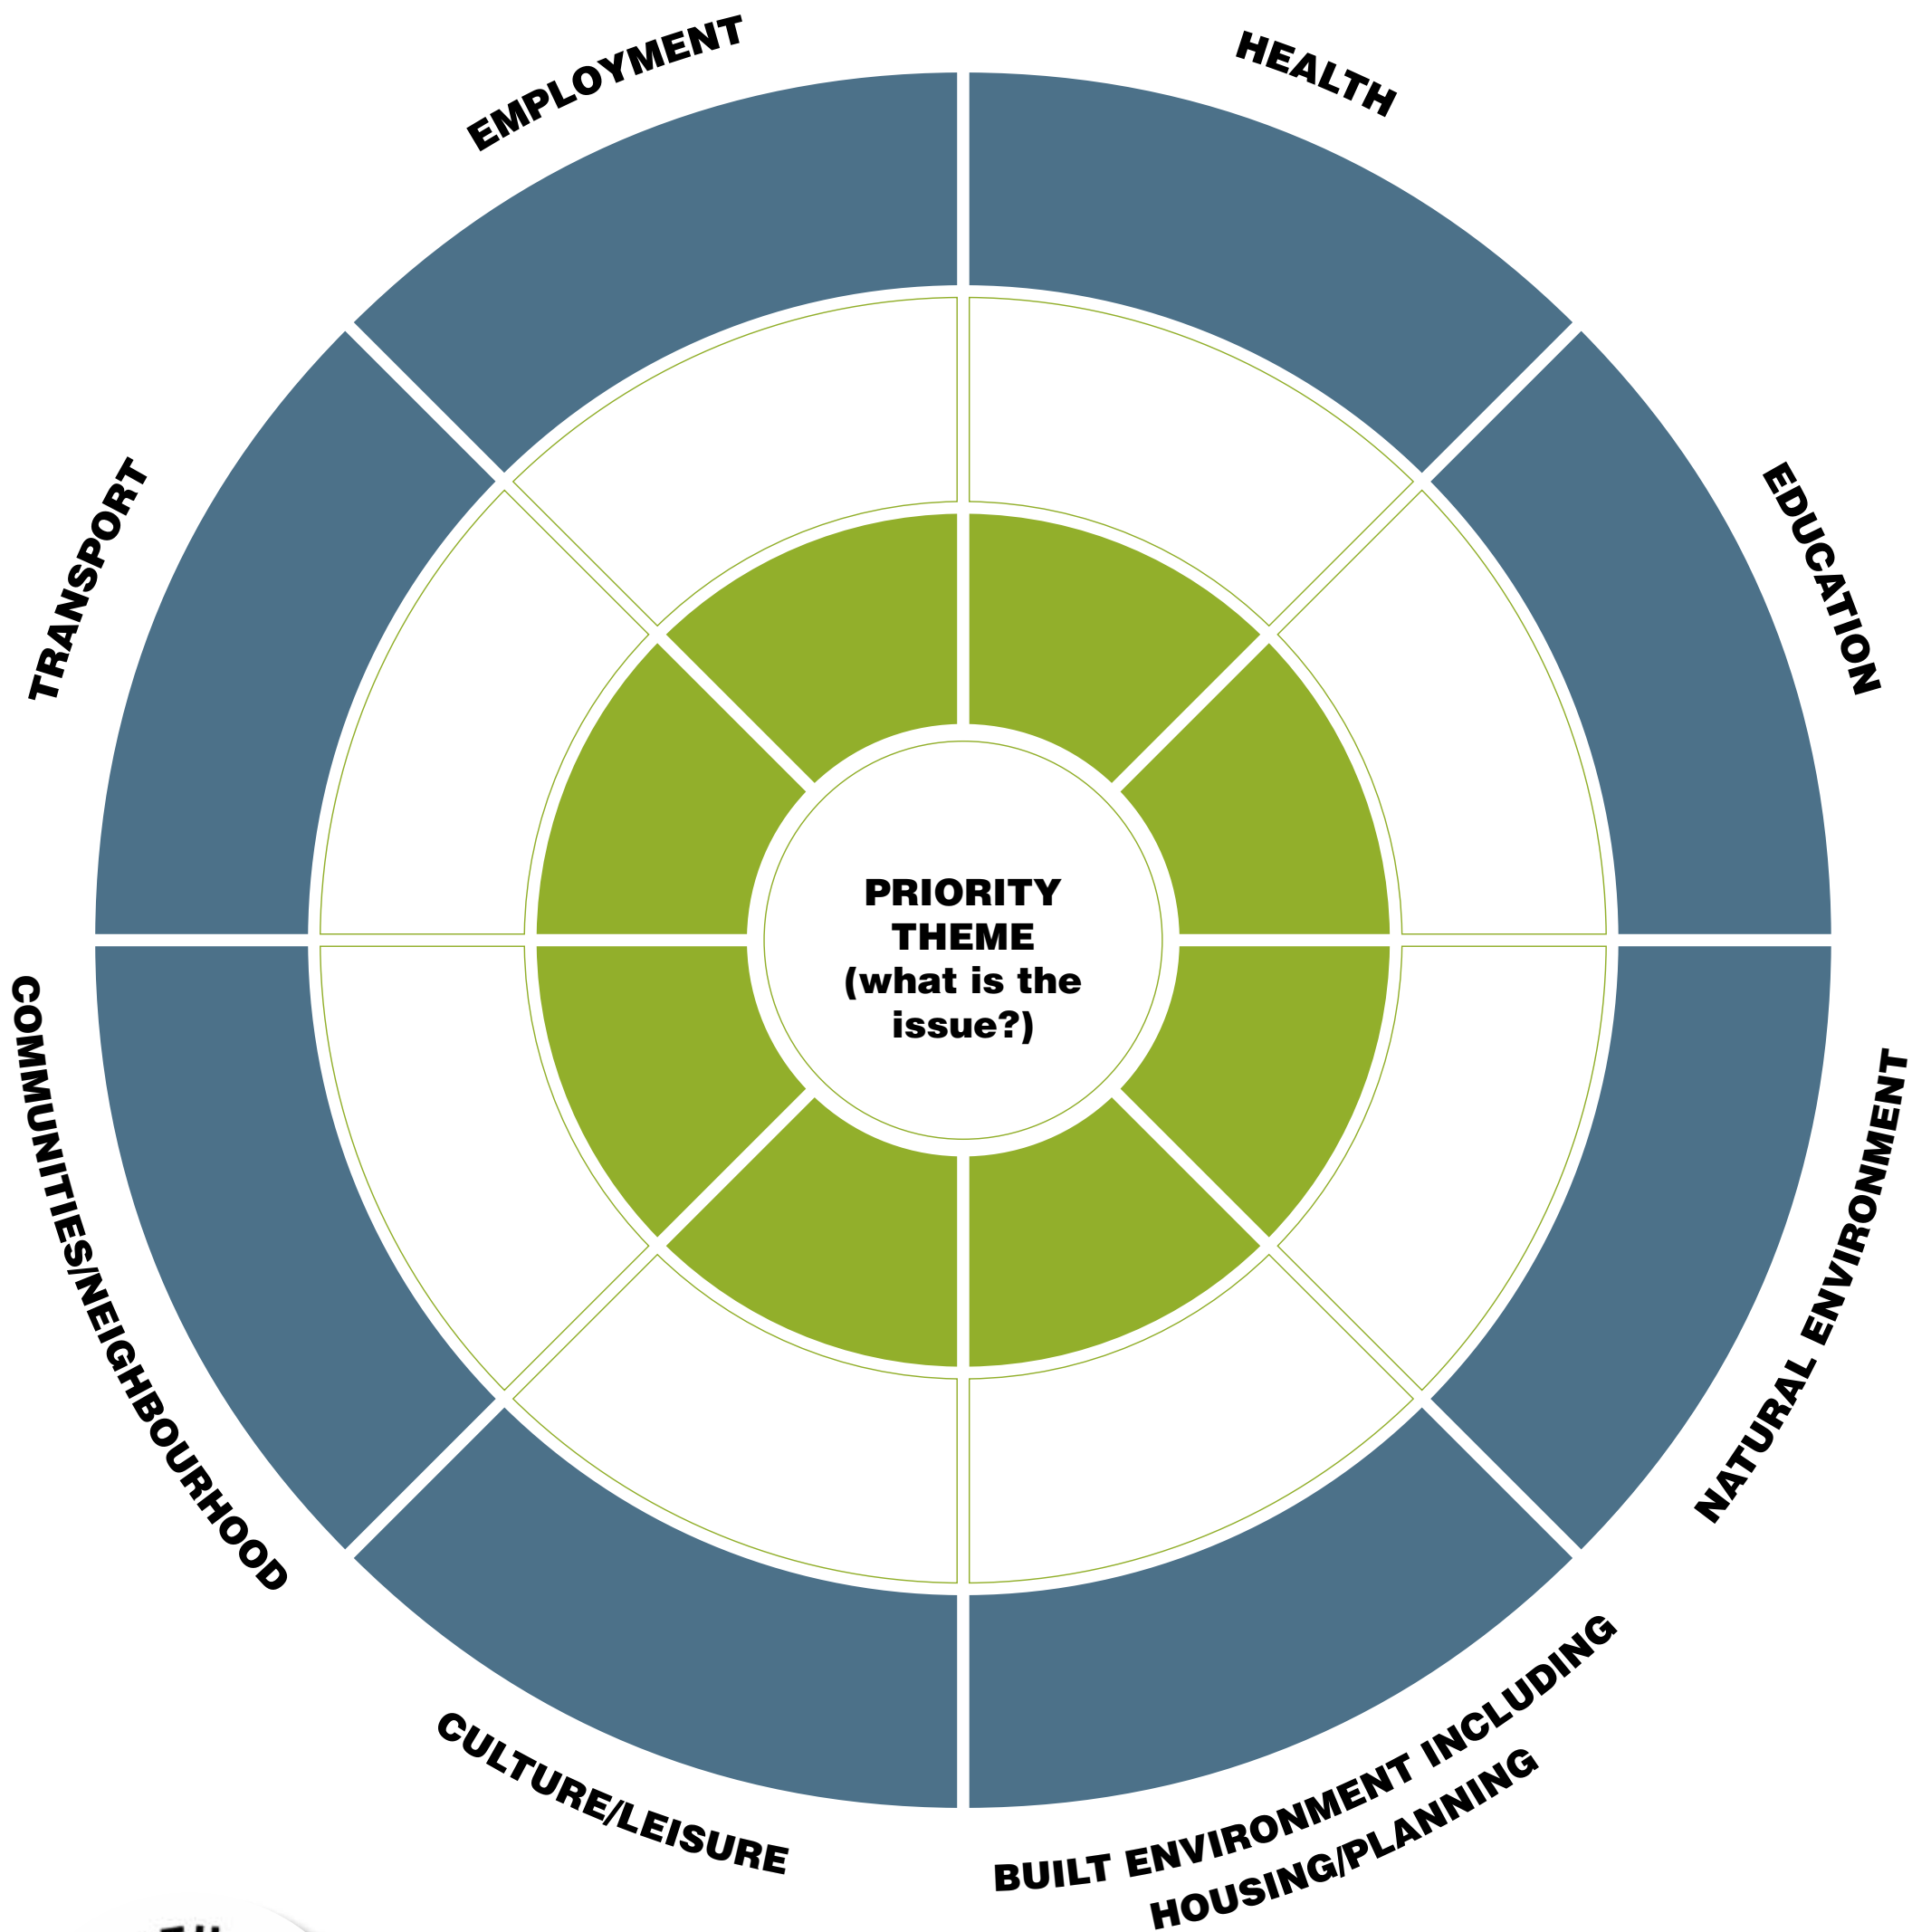 EMPLOYMENT
HEALTH
TRANSPORT
EDUCATION
PRIORITY
THEME
(what is the
issue?)
COMMUNITIES/NEIGHBOURHOOD
NATURAL ENVIRONMENT
CULTURE/LEISURE
BUILT ENVIRONMENT INCLUDING
HOUSING/PLANNING